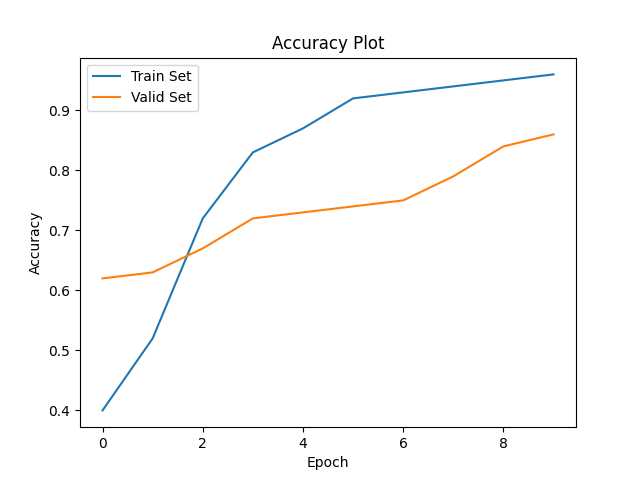 Accuracy Plot
Train Set
Valid Set
Accuracy
0.9
0.8
0.7
0.6
0.5
0.4
0 2 4 6 8
Epoch